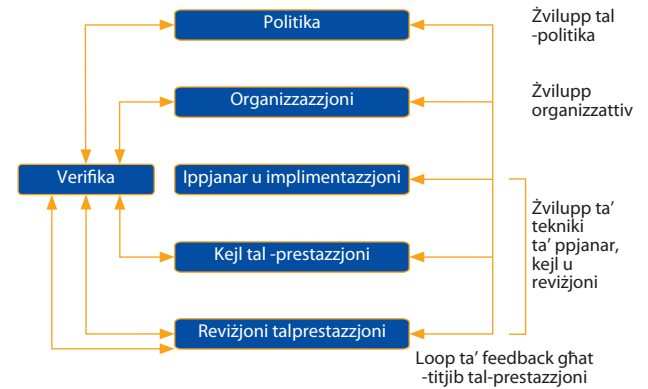 Politika
Żvilupp tal
-politika
Organizzazzjoni
Żvilupp
organizzattiv
Verifika
Ippjanar u implimentazzjoni
Żvilupp ta’
tekniki
ta’ ppjanar,
kejl u
reviżjoni
Kejl tal -prestazzjoni
Reviżjoni talprestazzjoni
Loop ta’ feedback għat
-titjib tal-prestazzjoni